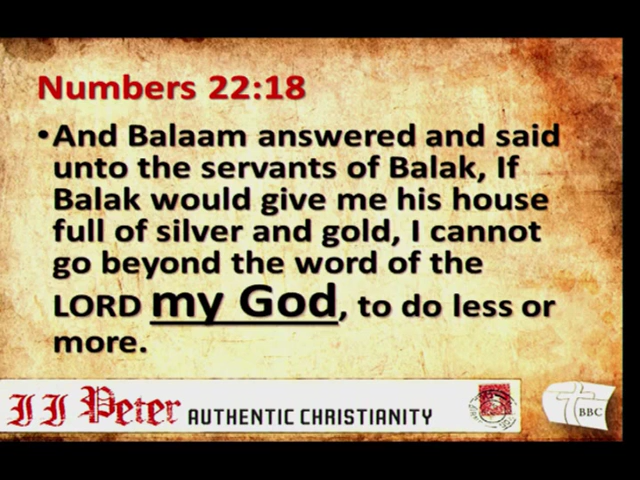 Numbers 22:18
•And Balaam answered and said
unto the servants of Balak, If
Balak would give me his house
full of silver and gold, I cannot
go beyond the word of the
LORD my God, to do less or
more.
II Peter AUTHENTIC CHRISTIANITY
BBC